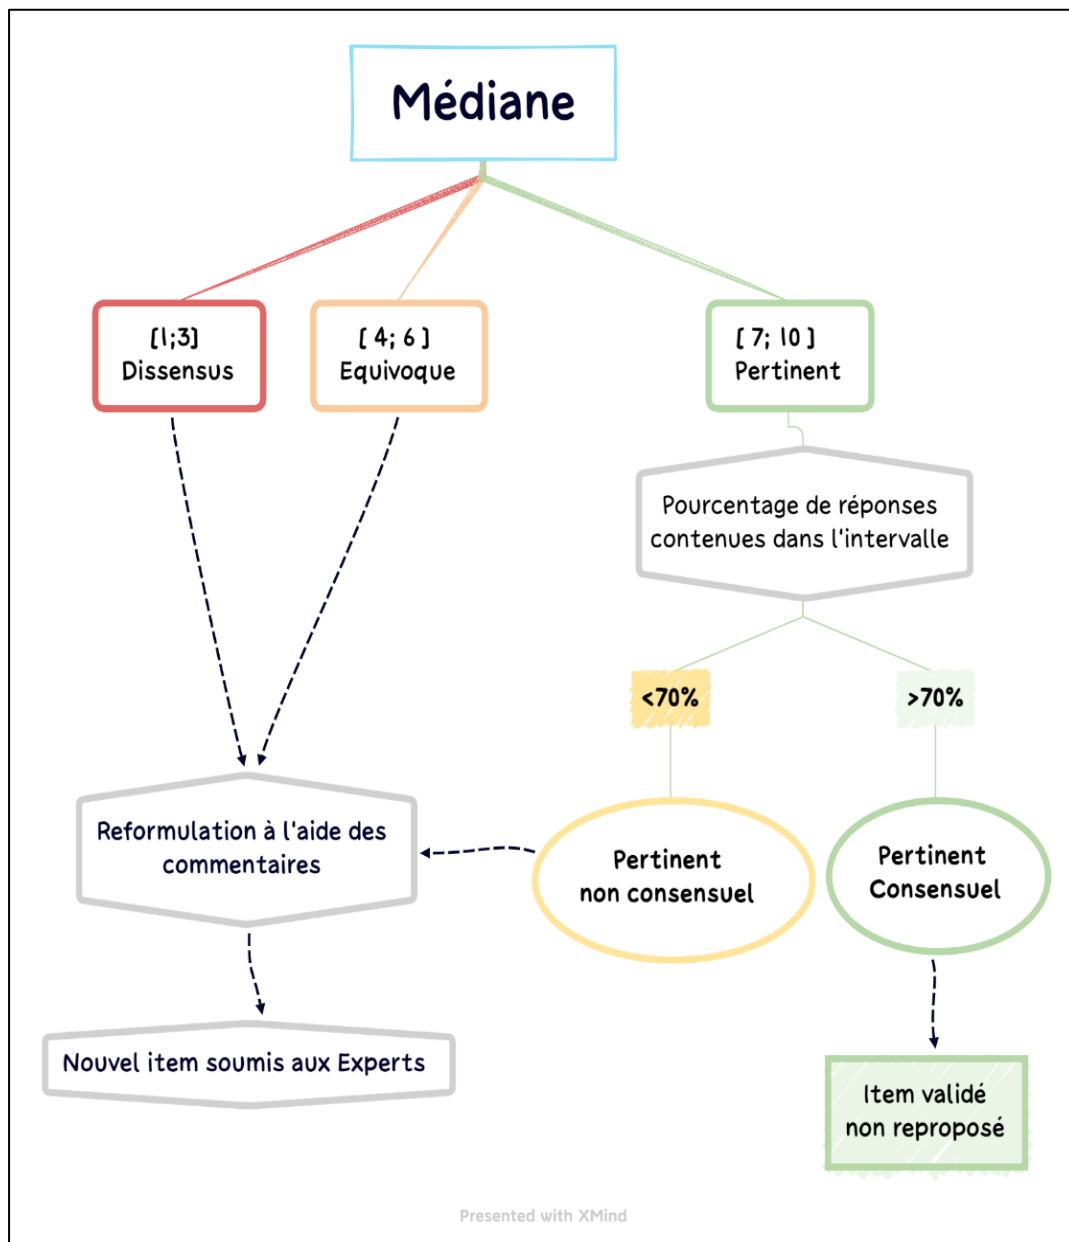 Médiane
[1;3]
Dissensus
[ 4; 6 ]
Equivoque
[ 7; 10 ]
Pertinent
Pourcentage de réponses
contenues dans l'intervalle
<70%
>70%
Reformulation à l'aide des
commentaires
Pertinent
non consensuel
Pertinent
Consensuel
Nouvel item soumis aux Experts
Item validé
non reproposé
Presented with XMind